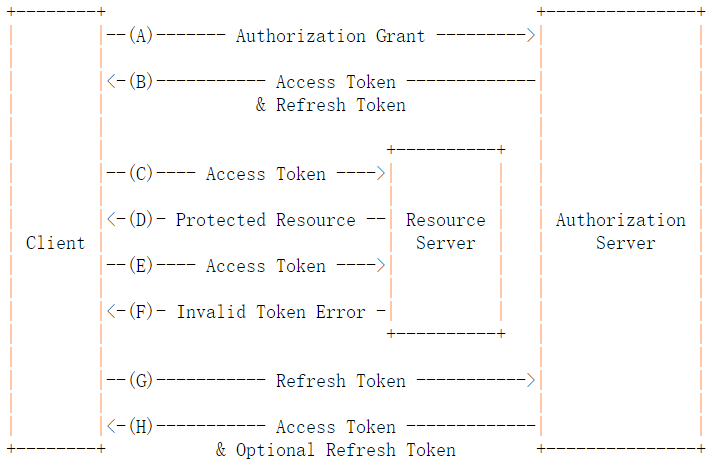 +--------+                                           +---------------+
|        |--(A)------- Authorization Grant --------->|               |
|        |                                           |               |
|        |<-(B)----------- Access Token -------------|               |
|        |               & Refresh Token             |               |
|        |                                           |               |
|        |                            +----------+   |               |
|        |--(C)---- Access Token ---->|          |   |               |
|        |                            |          |   |               |
|        |<-(D)- Protected Resource --| Resource |   | Authorization |
| Client |                            |  Server  |   |     Server    |
|        |--(E)---- Access Token ---->|          |   |               |
|        |                            |          |   |               |
|        |<-(F)- Invalid Token Error -|          |   |               |
|        |                            +----------+   |               |
|        |                                           |               |
|        |--(G)----------- Refresh Token ----------->|               |
|        |                                           |               |
|        |<-(H)----------- Access Token -------------|               |
+--------+           & Optional Refresh Token        +---------------+